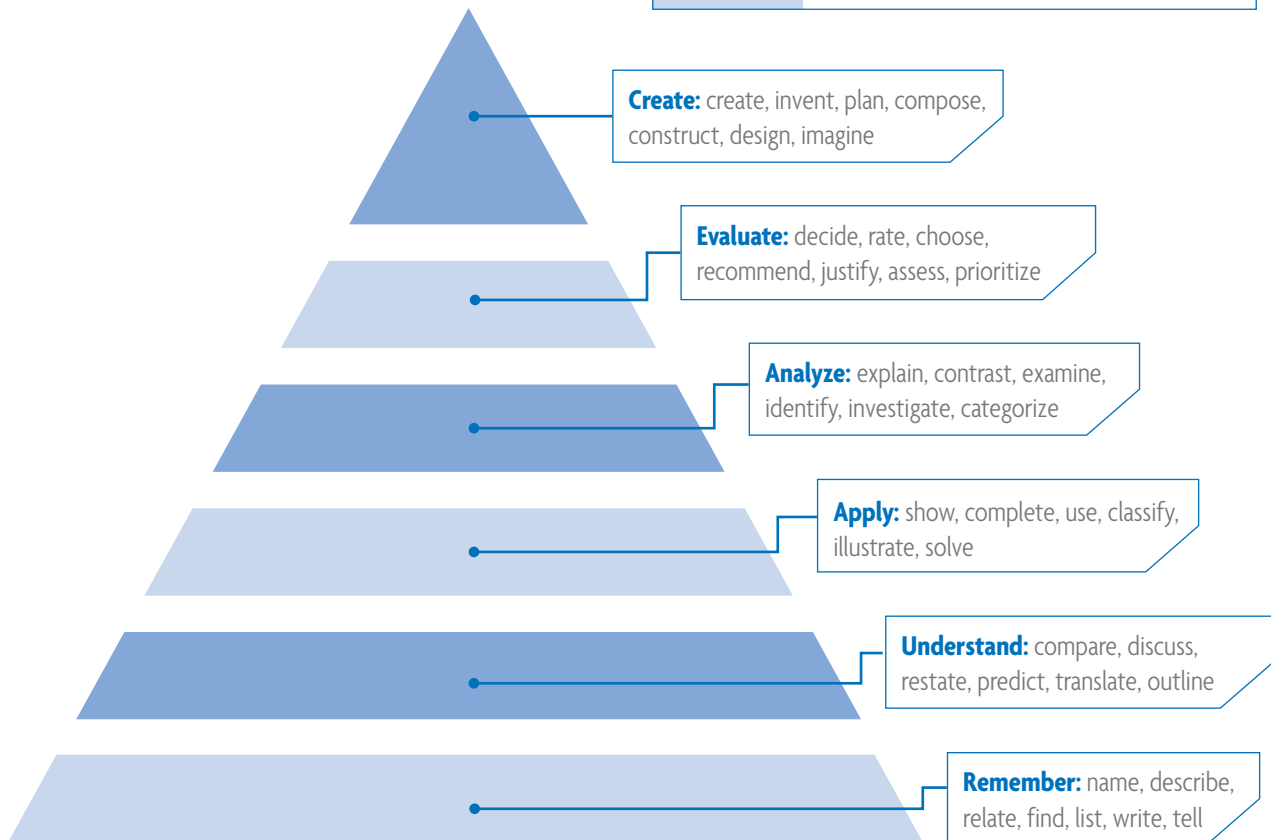 Create: create, invent, plan, compose,
construct, design, imagine
Evaluate: decide, rate, choose,
recommend, justify, assess, prioritize
Analyze: explain, contrast, examine,
identify, investigate, categorize
Apply: show, complete, use, classify,
illustrate, solve
Understand: compare, discuss,
restate, predict, translate, outline
Remember: name, describe,
relate, find, list, write, tell